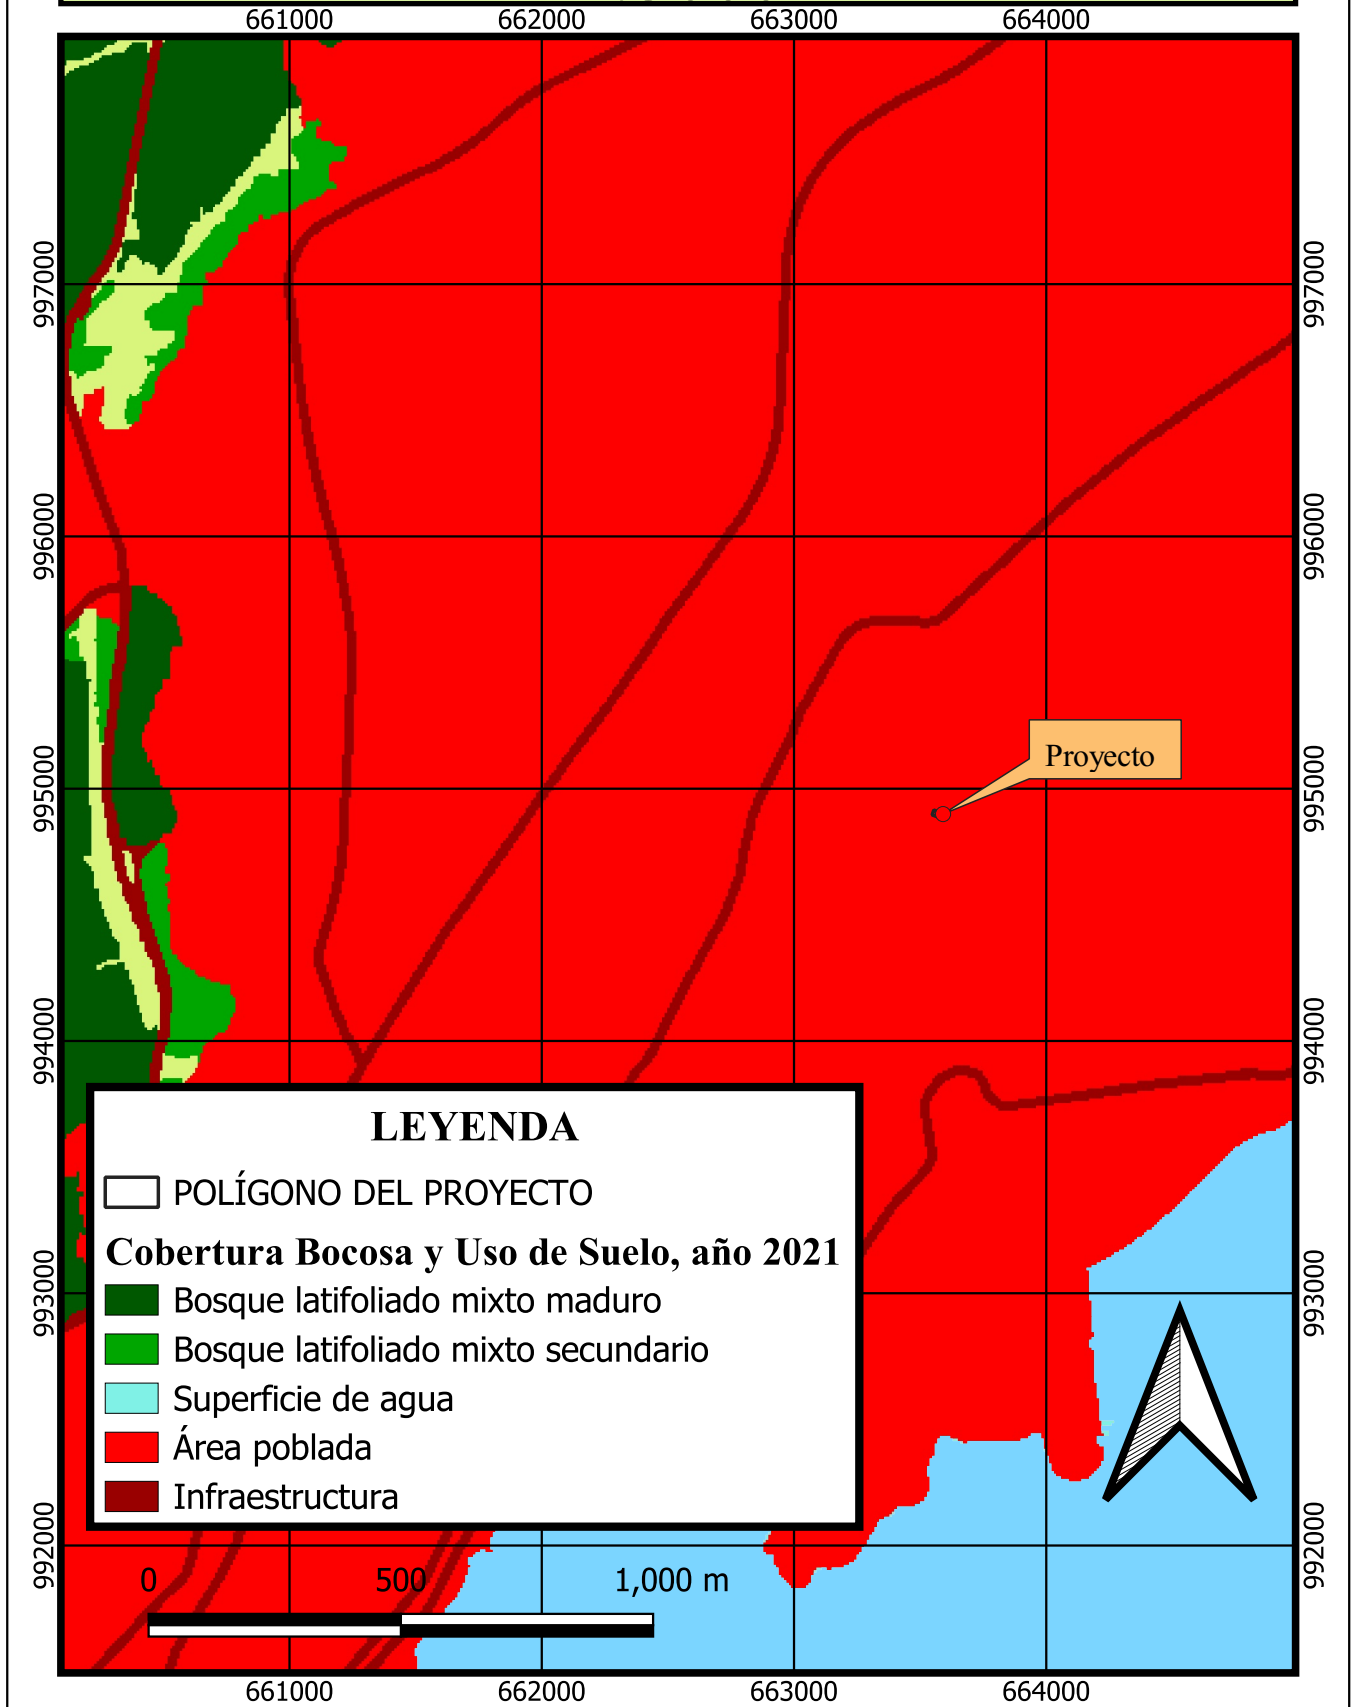 661000 662000 663000 664000
997000 997000
996000 996000
Proyecto
995000 995000
994000 994000
LEYENDA
POLÍGONO DEL PROYECTO
Cobertura Bocosa y Uso de Suelo, año 2021
Bosque latifoliado mixto maduro
993000 993000
Bosque latifoliado mixto secundario
Superficie de agua
Área poblada
Infraestructura
992000 992000
0 500 1,000 m
661000 662000 663000 664000